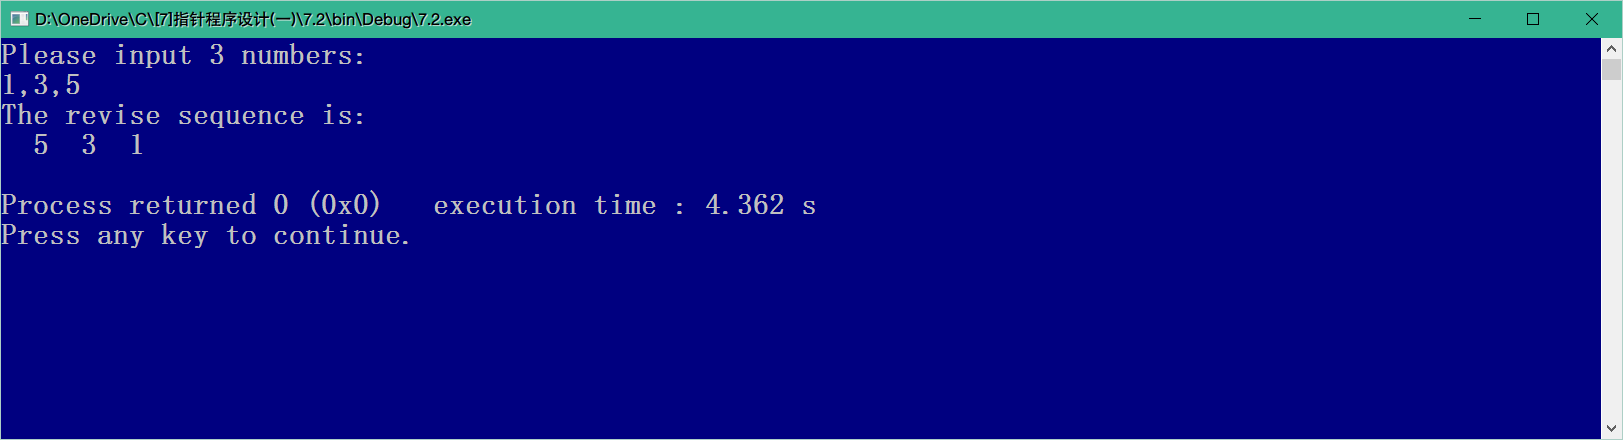 D:\OneDrive\C\[7]指针程序设计(一)\7.2\bin\Debug\7.2.exe
Please input 3 numbers:
1,3,5
The revise sequence is:
  5  3  1
Process returned 0 (0x0)   execution time : 4.362 s
Press any key to continue.